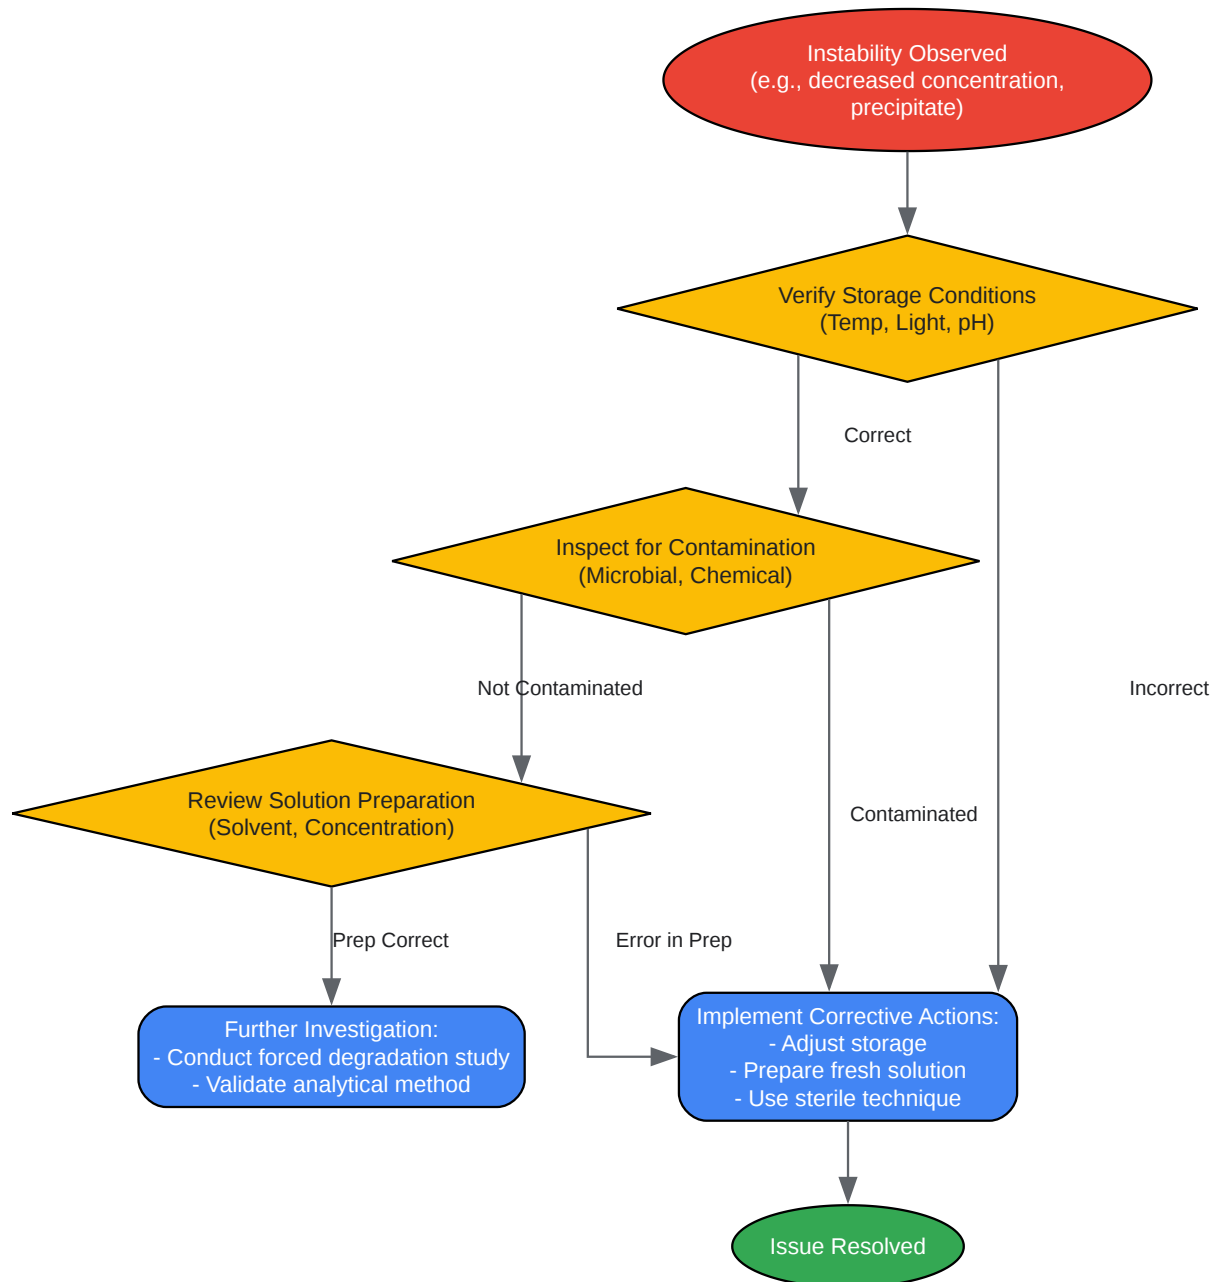 Instability Observed
(e.g., decreased concentration,
precipitate)
Verify Storage Conditions
(Temp, Light, pH)
Correct
Inspect for Contamination
(Microbial, Chemical)
Not Contaminated
Incorrect
Review Solution Preparation
(Solvent, Concentration)
Contaminated
Prep Correct
Error in Prep
Further Investigation:
- Conduct forced degradation study
- Validate analytical method
Implement Corrective Actions:
- Adjust storage
- Prepare fresh solution
- Use sterile technique
Issue Resolved